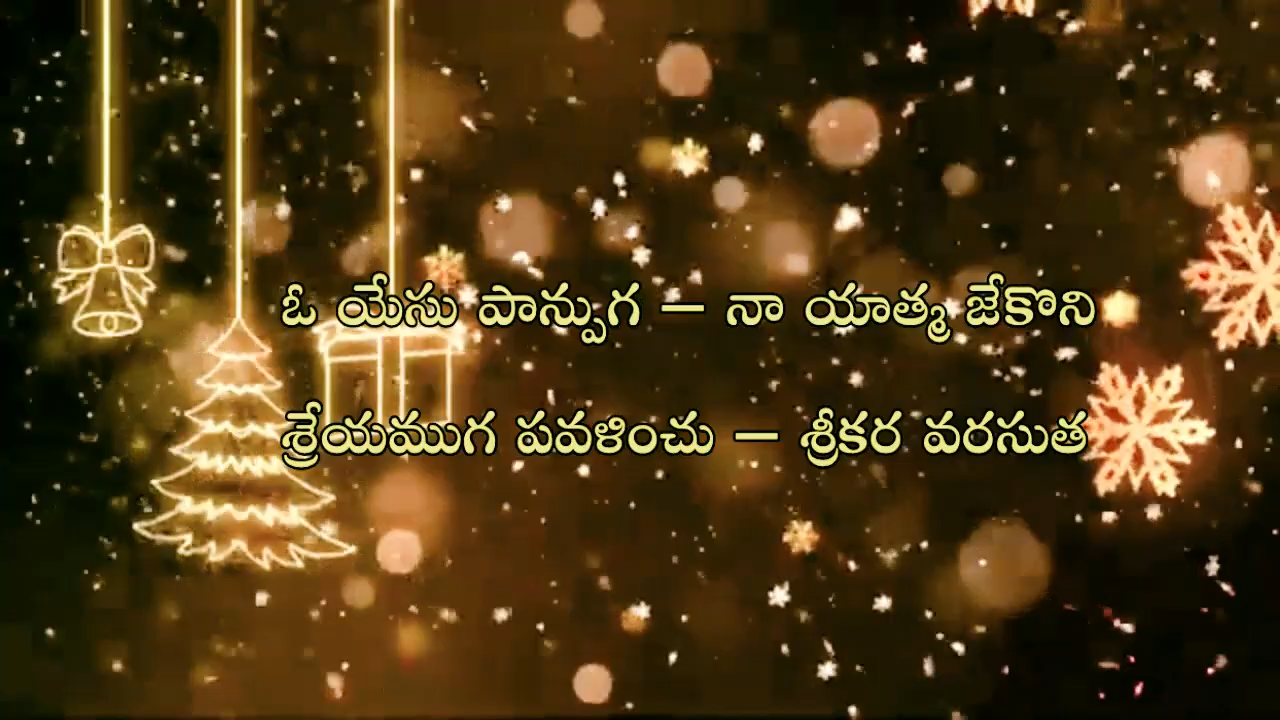 ఓ యేసు పాన్పుగ – నా యాత్మ జేకొని
శ్రేయముగ పవళించు – శ్రీకర వరసుత